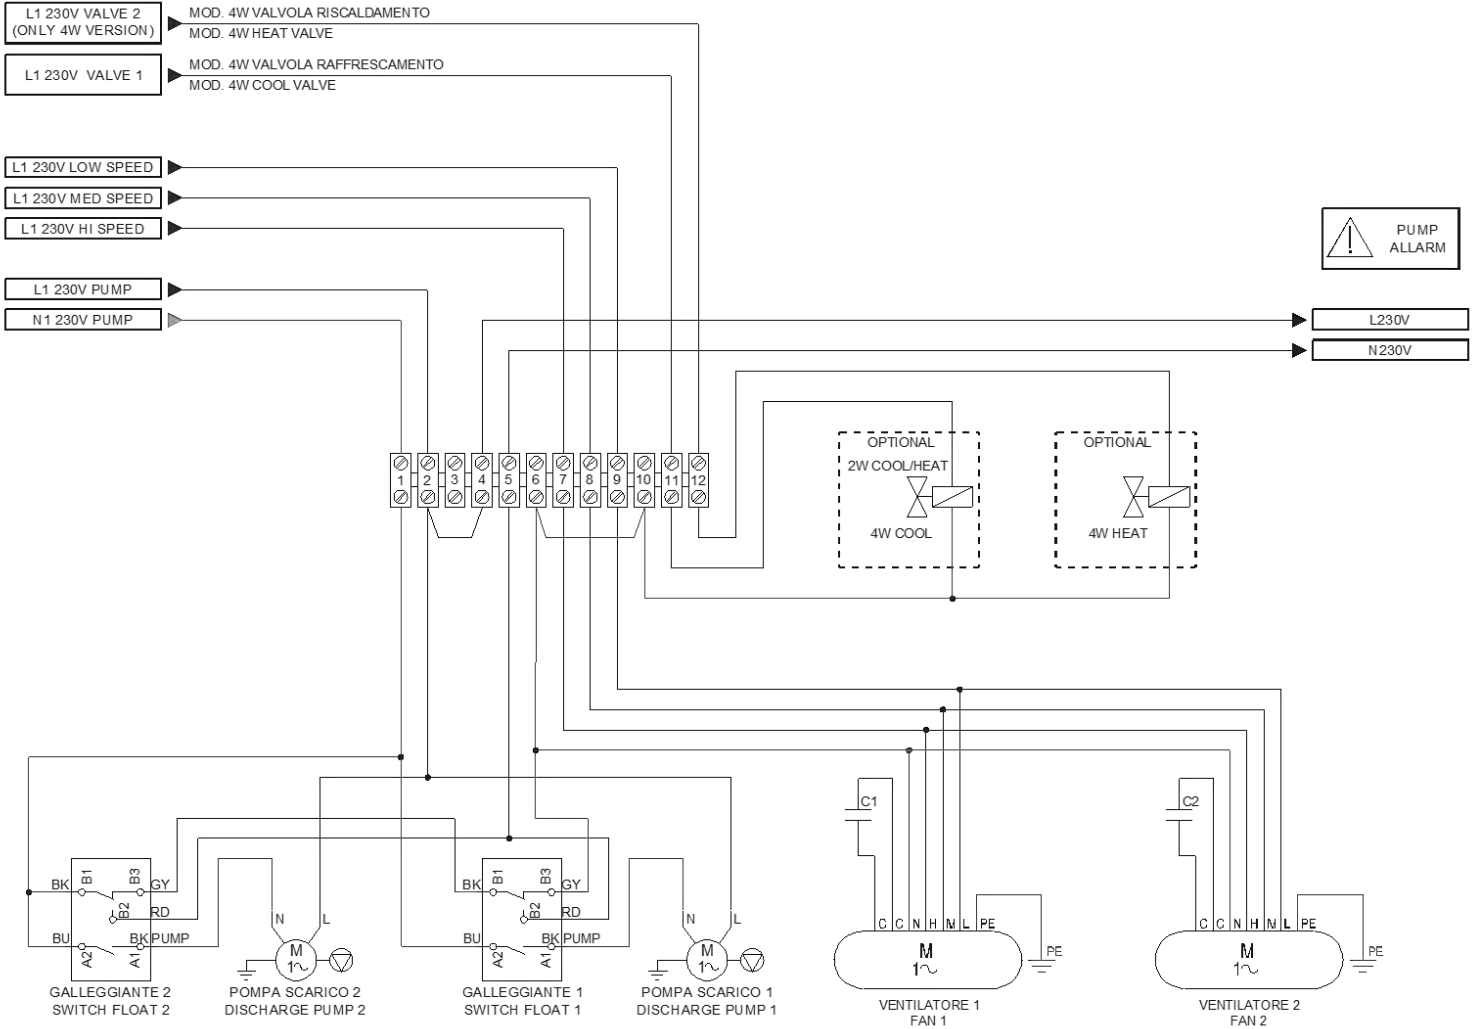 L1 230V VALVE 2
(ONLY 4W VERSION)
MOD. 4W VALVOLA RISCALDAMENTO
MOD. 4W HEAT VALVE
L1 230V VALVE 1
MOD. 4W VALVOLA RAFFRESCAMENTO
MOD. 4W COOL VALVE
L1 230V LOW SPEED
L1 230V MED SPEED
L1 230V HI SPEED
L1 230V PUMP
N1 230V PUMP
PUMP
ALLARM
L230V
N230V
OPTIONAL
2W COOL/HEAT
4W COOL
OPTIONAL
4W HEAT
1 2 3 4 5 6 7 8 9 10 11 12
C1
C2
BK B1 B3 GY
B2 RD
BU A2 A1 BK PUMP
N L
M
1~
BK B1 B3 GY
B2 RD
BU A2 A1 BK PUMP
N L
M
1~
C C N H M L PE
M
1~
PE
C C N H M L PE
M
1~
PE
GALLEGGIANTE 2
SWITCH FLOAT 2
POMPA SCARICO 2
DISCHARGE PUMP 2
GALLEGGIANTE 1
SWITCH FLOAT 1
POMPA SCARICO 1
DISCHARGE PUMP 1
VENTILATORE 1
FAN 1
VENTILATORE 2
FAN 2